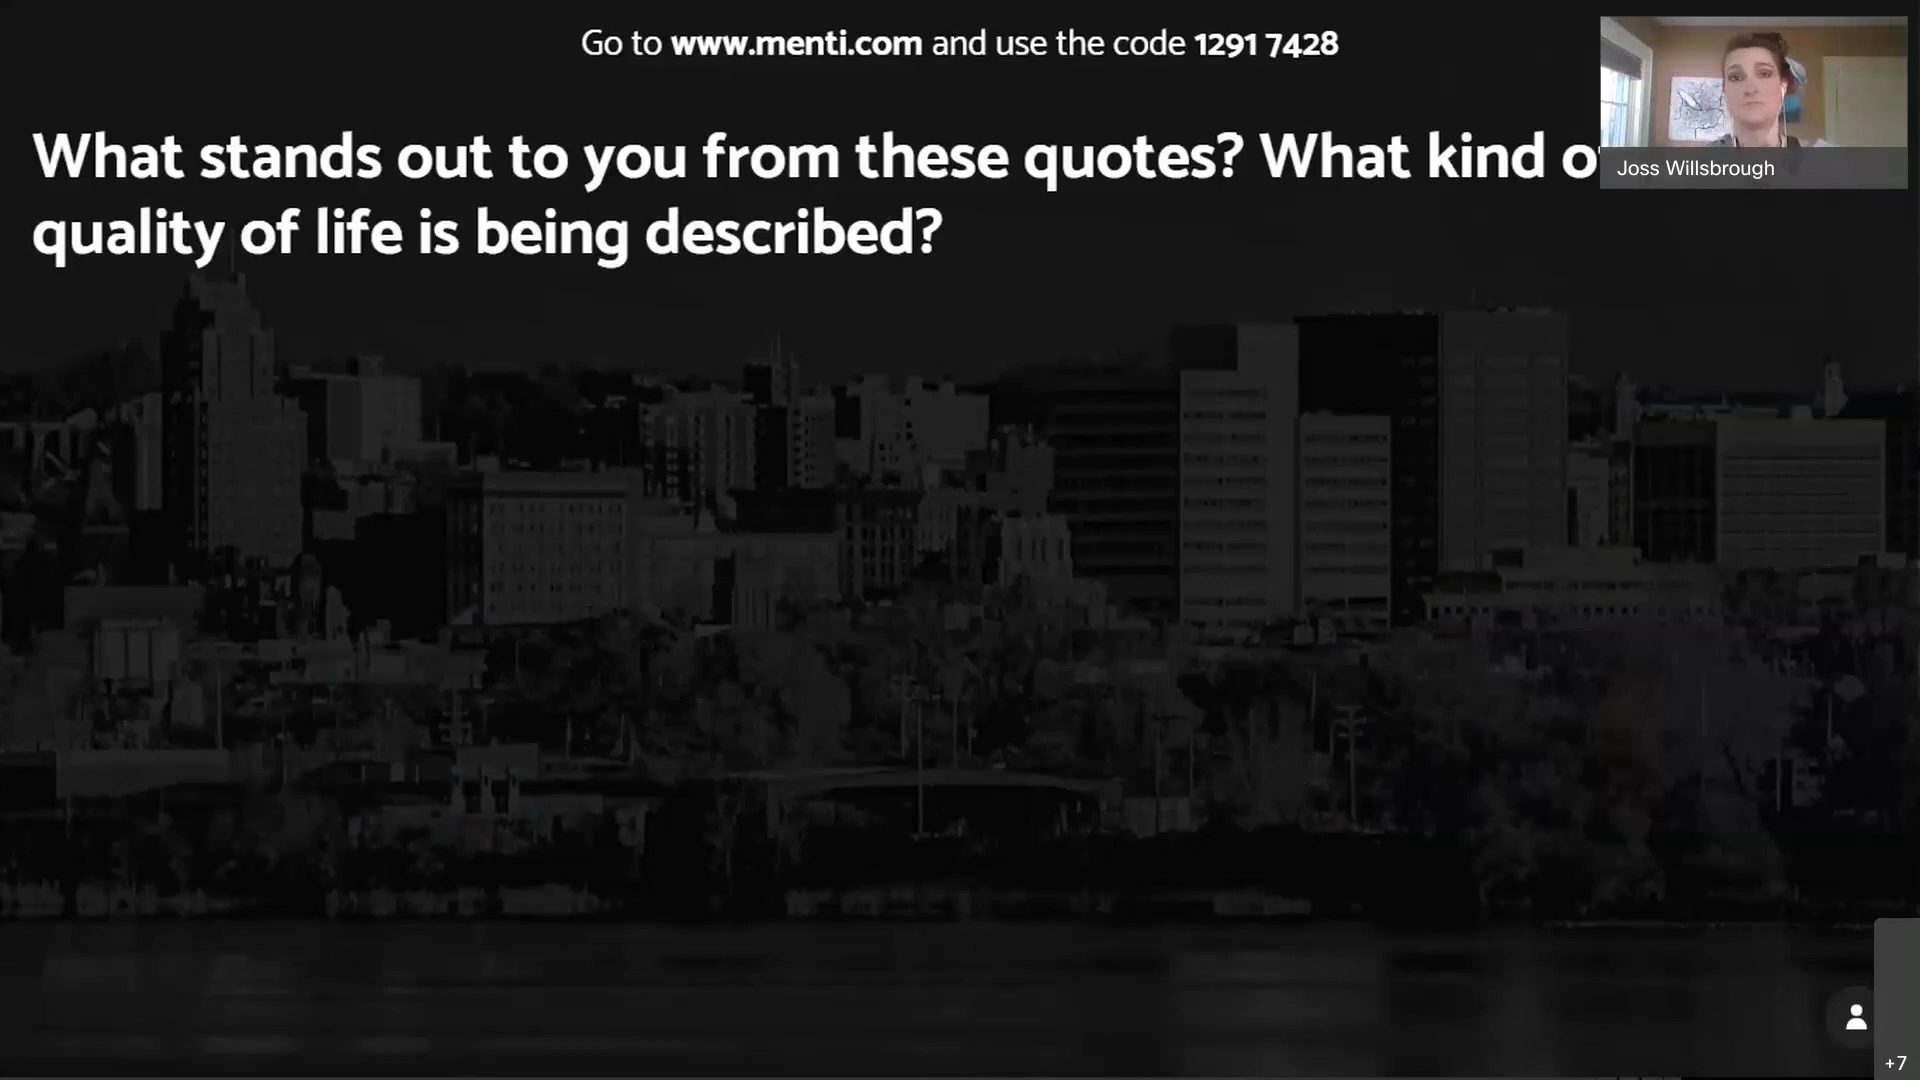 Go to www.menti.com and use the code 1291 7428
What stands out to you from these quotes? What kind of
quality of life is being described?
Joss Willsbrough
+7